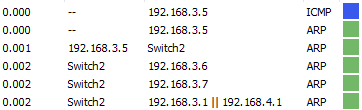 0.000 -- 192.168.3.5 ICMP
0.000 -- 192.168.3.5 ARP
0.001 192.168.3.5 Switch2 ARP
0.002 Switch2 192.168.3.6 ARP
0.002 Switch2 192.168.3.7 ARP
0.002 Switch2 192.168.3.1 || 192.168.4.1 ARP